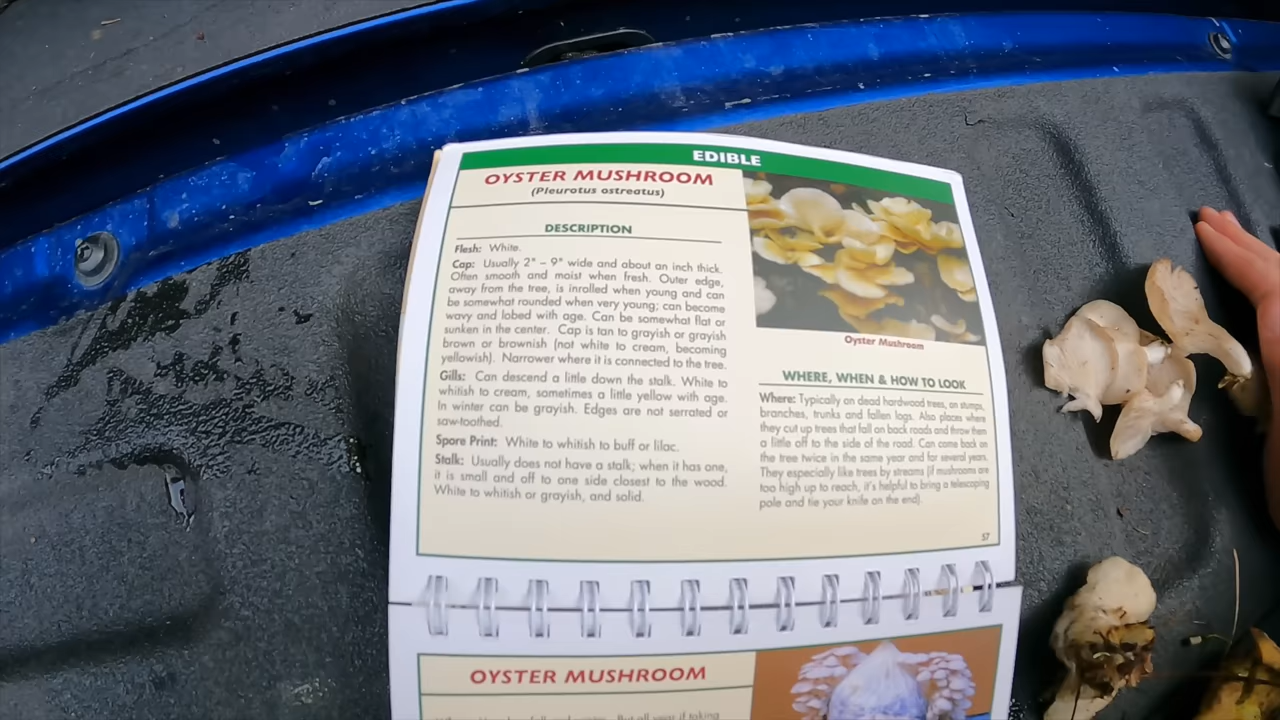 EDIBLE
OYSTER MUSHROOM
(Pleurotus ostreatus)
DESCRIPTION
Flesh: White.
Cap: Usually 2" – 9" wide and about an inch thick.
Often smooth and moist when fresh. Outer edge,
away from the tree, is inrolled when young and can
be somewhat rounded when very young; can become
wavy and lobed with age. Can be somewhat flat or
sunken in the center. Cap is tan to grayish or grayish
brown or brownish (not white to cream, becoming
yellowish). Narrower where it is connected to the tree.
Gills: Can descend a little down the stalk. White to
whitish to cream, sometimes a little yellow with age.
In winter can be grayish. Edges are not serrated or
saw-toothed.
Spore Print: White to whitish to buff or lilac.
Stalk: Usually does not have a stalk; when it has one,
it is small and off to one side closest to the wood.
White to whitish or grayish, and solid.
Oyster Mushroom
WHERE, WHEN & HOW TO LOOK
Where: Typically on dead hardwood trees, on stumps,
branches, trunks and fallen logs. Also places where
they cut up trees that fall on back roads and throw them
a little off to the side of the road. Can come back on
the tree twice in the same year and for several years.
They especially like trees by streams (if mushrooms are
too high up to reach, it's helpful to bring a telescoping
pole and tie your knife on the end).
57
OYSTER MUSHROOM